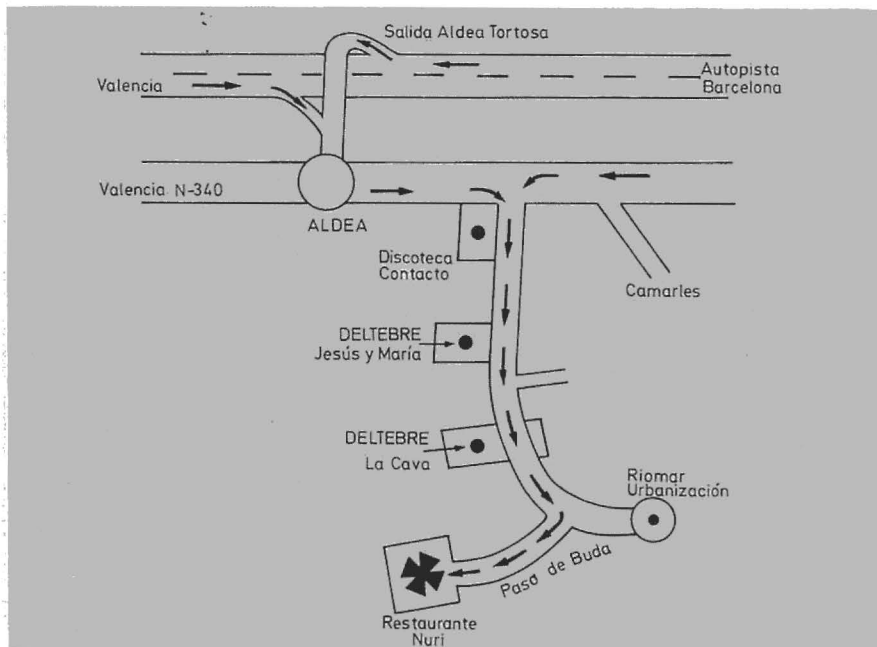 Salida Aldea Tortosa
Autopista
Barcelona
Valencia
Valencia N-340
ALDEA
Discoteca
Contacto
Camarles
DELTEBRE
Jesús y María
DELTEBRE
La Cava
Riomar
Urbanización
Paso de Buda
Restaurante
Nuri